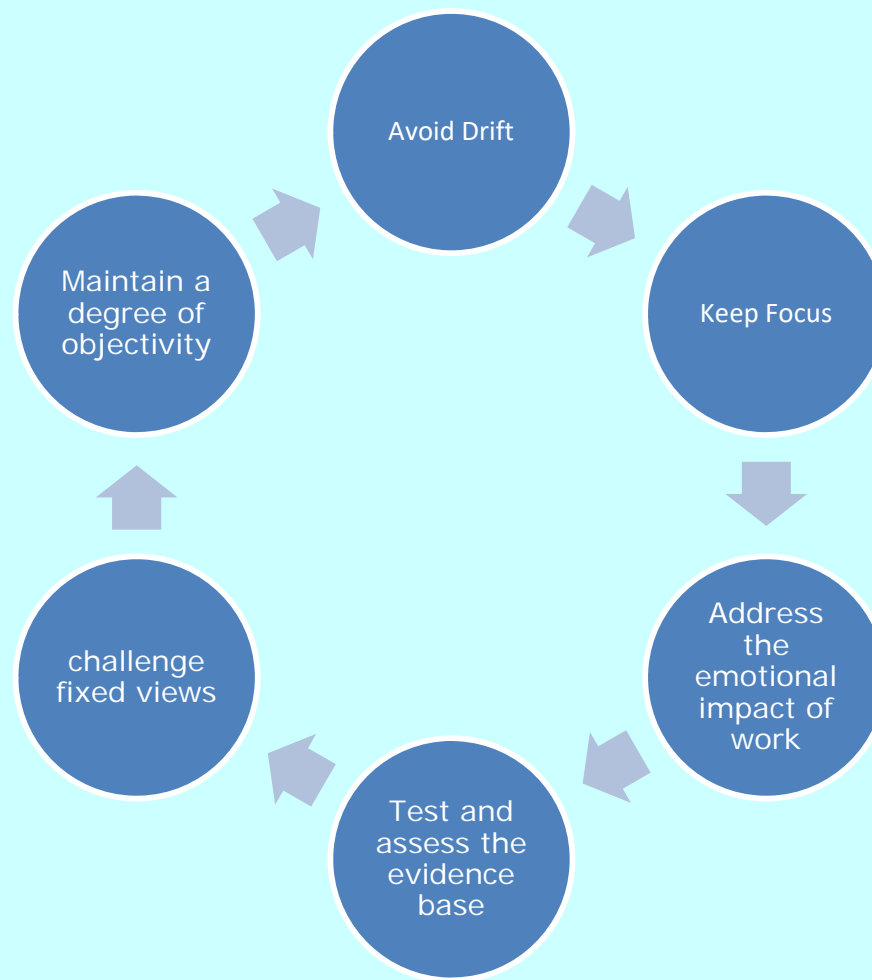 Avoid Drift
Keep Focus
Address
the
emotional
impact of
work
Test and
assess the
evidence
base
challenge
fixed views
Maintain a
degree of
objectivity